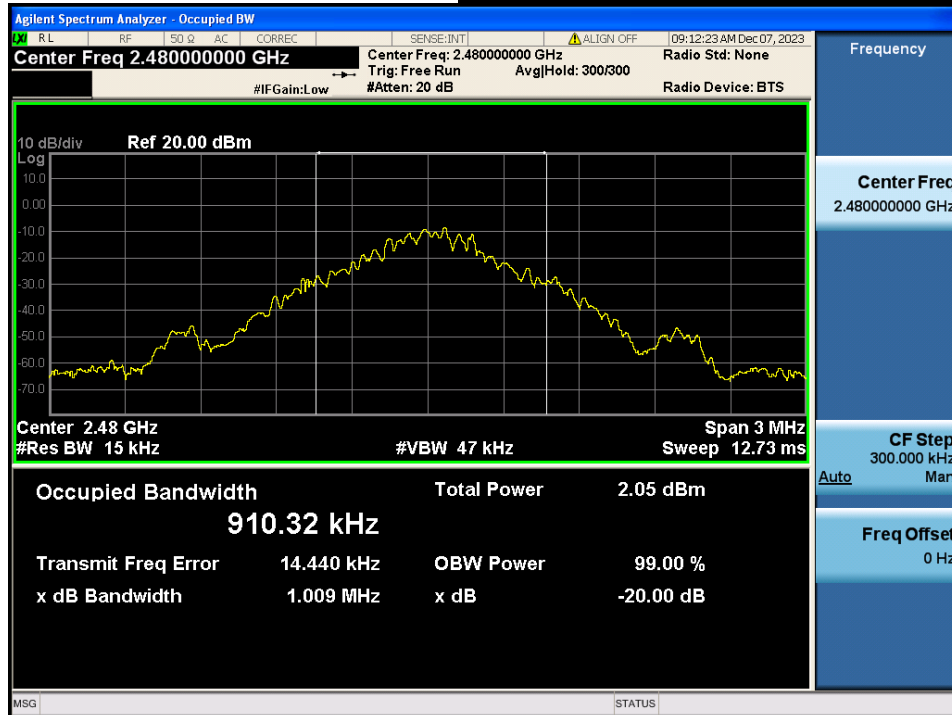 Agilent Spectrum Analyzer - Occupied BW
LXI RL RF 50 Ω AC CORREC SENSE:INT ALIGN OFF 09:12:23 AM Dec 07, 2023
Center Freq 2.480000000 GHz
Center Freq: 2.480000000 GHz
Radio Std: None
Trig: Free Run Avg|Hold: 300/300
#IFGain:Low #Atten: 20 dB
Radio Device: BTS
Frequency
10 dB/div Ref 20.00 dBm
Log
10.0
0.00
-10.0
-20.0
-30.0
-40.0
-50.0
-60.0
-70.0
Center 2.48 GHz Span 3 MHz
#Res BW 15 kHz #VBW 47 kHz Sweep 12.73 ms
Center Freq
2.480000000 GHz
CF Step
300.000 kHz
Auto Man
Freq Offset
0 Hz
Occupied Bandwidth Total Power 2.05 dBm
910.32 kHz
Transmit Freq Error 14.440 kHz OBW Power 99.00 %
x dB Bandwidth 1.009 MHz x dB -20.00 dB
MSG STATUS